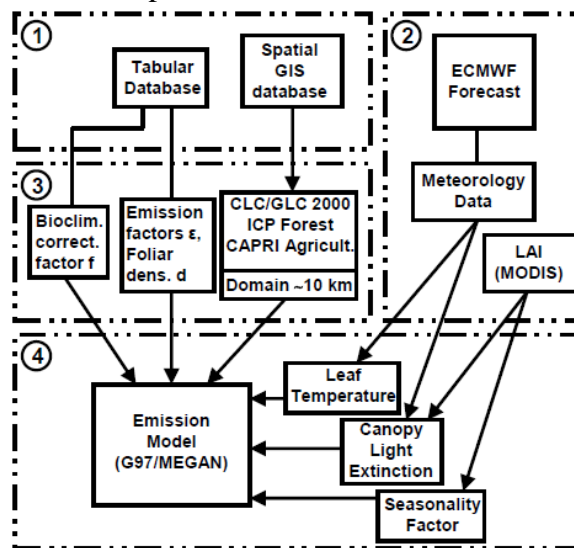 1
Tabular
Database
Spatial
GIS
database
2
ECMWF
Forecast
Meteorology
Data
LAI
(MODIS)
3
Bioclim.
correct.
factor f
Emission
factors ε,
Foliar
dens. d
CLC/GLC 2000
ICP Forest
CAPRI Agricult.
Domain ~10 km
4
Emission
Model
(G97/MEGAN)
Leaf
Temperature
Canopy
Light
Extinction
Seasonality
Factor